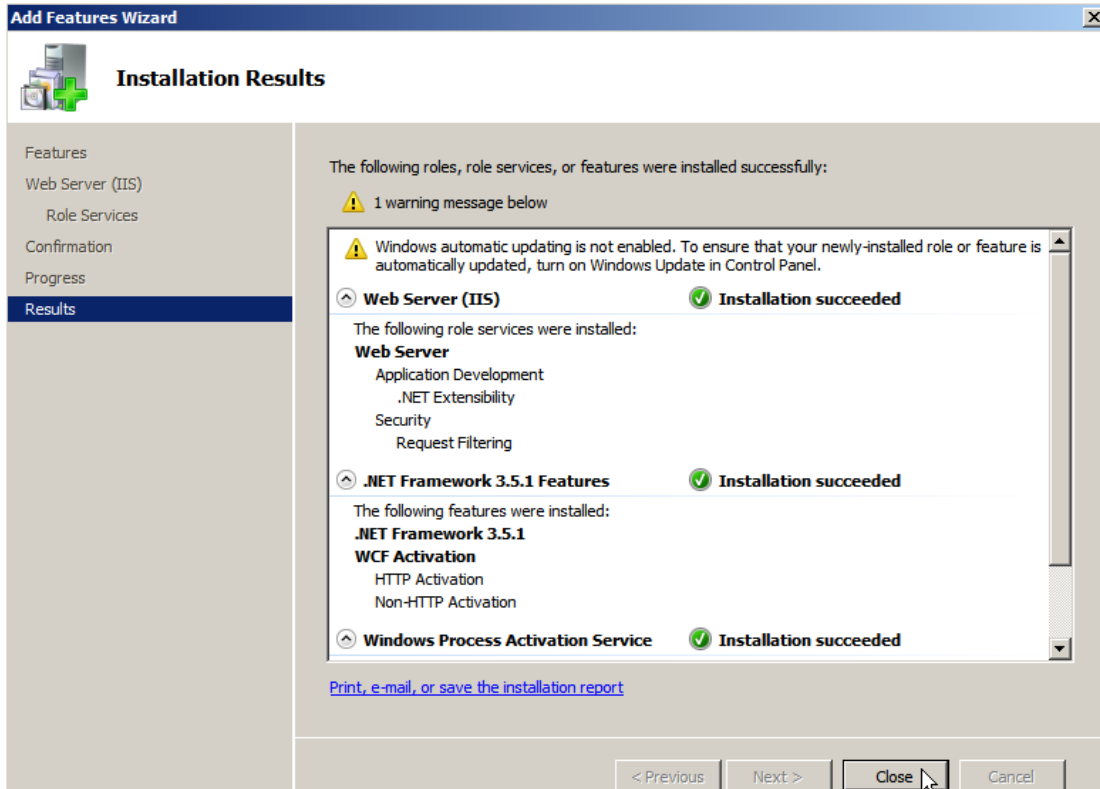 Add Features Wizard
Installation Results
Features
Web Server (IIS)
Role Services
Confirmation
Progress
Results
The following roles, role services, or features were installed successfully:
1 warning message below
Windows automatic updating is not enabled. To ensure that your newly-installed role or feature is
automatically updated, turn on Windows Update in Control Panel.
Web Server (IIS) Installation succeeded
The following role services were installed:
Web Server
Application Development
.NET Extensibility
Security
Request Filtering
.NET Framework 3.5.1 Features Installation succeeded
The following features were installed:
.NET Framework 3.5.1
WCF Activation
HTTP Activation
Non-HTTP Activation
Windows Process Activation Service Installation succeeded
Print, e-mail, or save the installation report
< Previous Next > Close Cancel